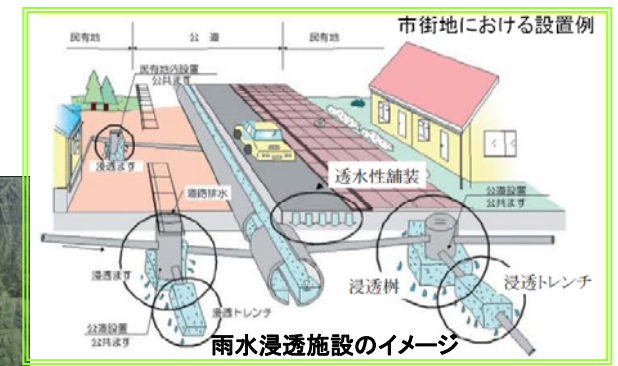 市街地における設置例
民有地
公道
民有地
民有地内設置
公共ます
浸透ます
道路排水
透水性舗装
公道設置
公共ます
浸透ます
浸透桝
浸透トレンチ
浸透トレンチ
公道設置
公共ます
雨水浸透施設のイメージ